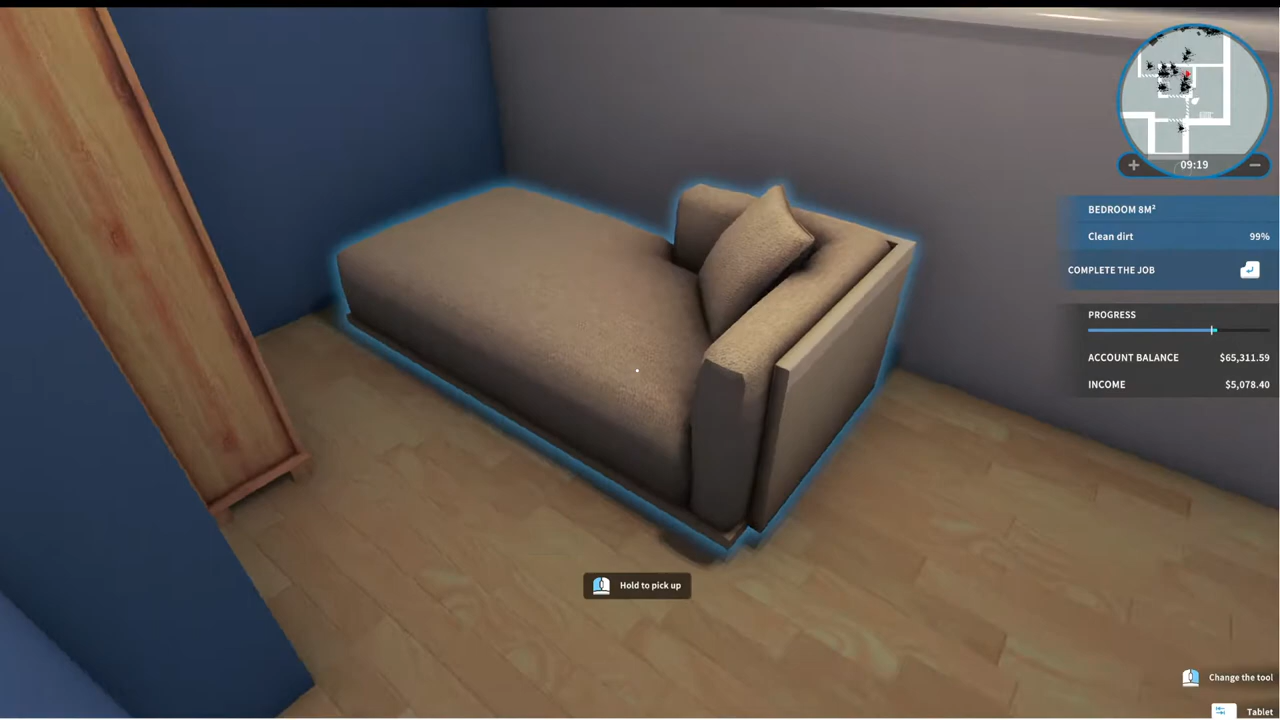 09:19
BEDROOM 8M²
Clean dirt 99%
COMPLETE THE JOB
PROGRESS
ACCOUNT BALANCE $65,311.59
INCOME $5,078.40
Hold to pick up
Change the tool
Tablet